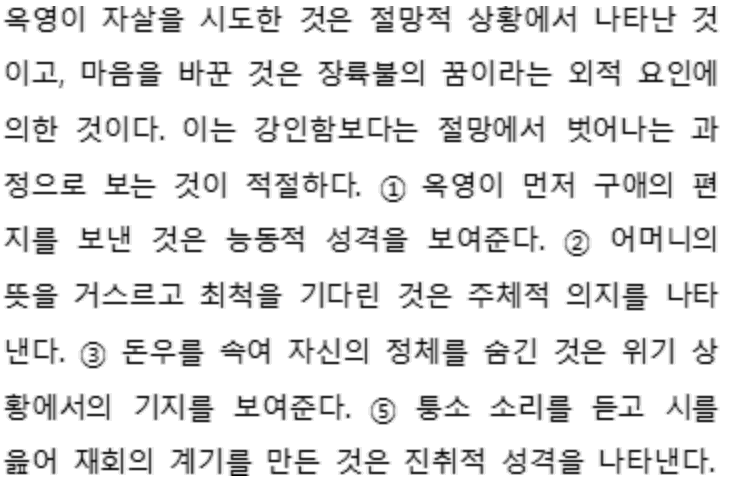 옥영이 자살을 시도한 것은 절망적 상황에서 나타난 것
이고, 마음을 바꾼 것은 장륙불의 꿈이라는 외적 요인에
의한 것이다. 이는 강인함보다는 절망에서 벗어나는 과
정으로 보는 것이 적절하다. ① 옥영이 먼저 구애의 편
지를 보낸 것은 능동적 성격을 보여준다. ② 어머니의
뜻을 거스르고 최척을 기다린 것은 주체적 의지를 나타
낸다. ③ 돈우를 속여 자신의 정체를 숨긴 것은 위기 상
황에서의 기지를 보여준다. ⑤ 퉁소 소리를 듣고 시를
읊어 재회의 계기를 만든 것은 진취적 성격을 나타낸다.